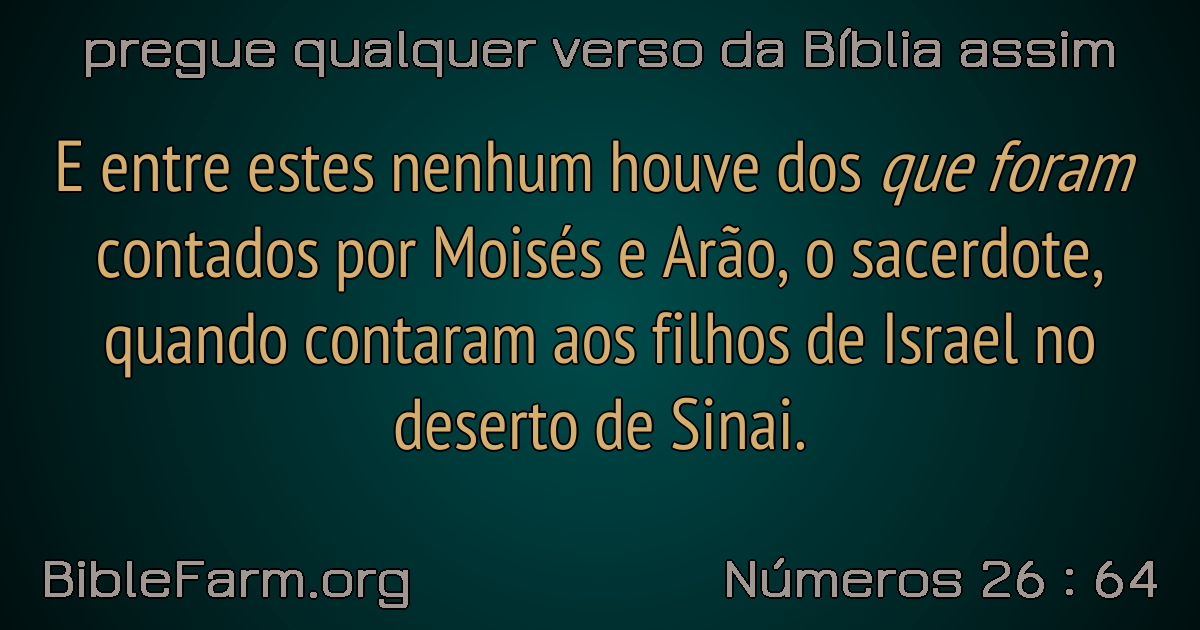 pregue qualquer verso da Bíblia assim
E entre estes nenhum houve dos que foram
contados por Moisés e Arão, o sacerdote,
quando contaram aos filhos de Israel no
deserto de Sinai.
BibleFarm.org
Números 26 : 64